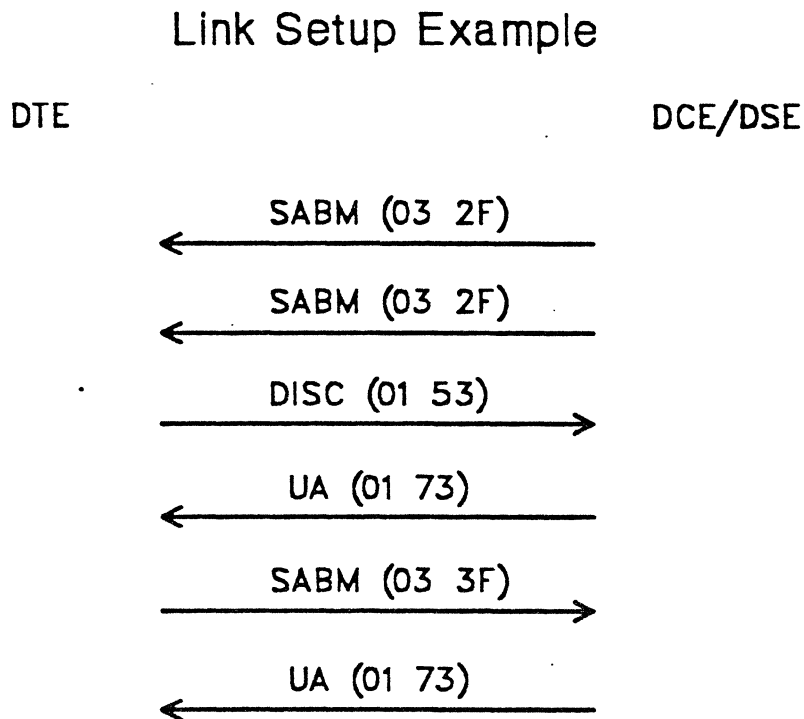 Link Setup Example
DTE DCE/DSE
SABM (03 2F)
SABM (03 2F)
DISC (01 53)
UA (01 73)
SABM (03 3F)
UA (01 73)